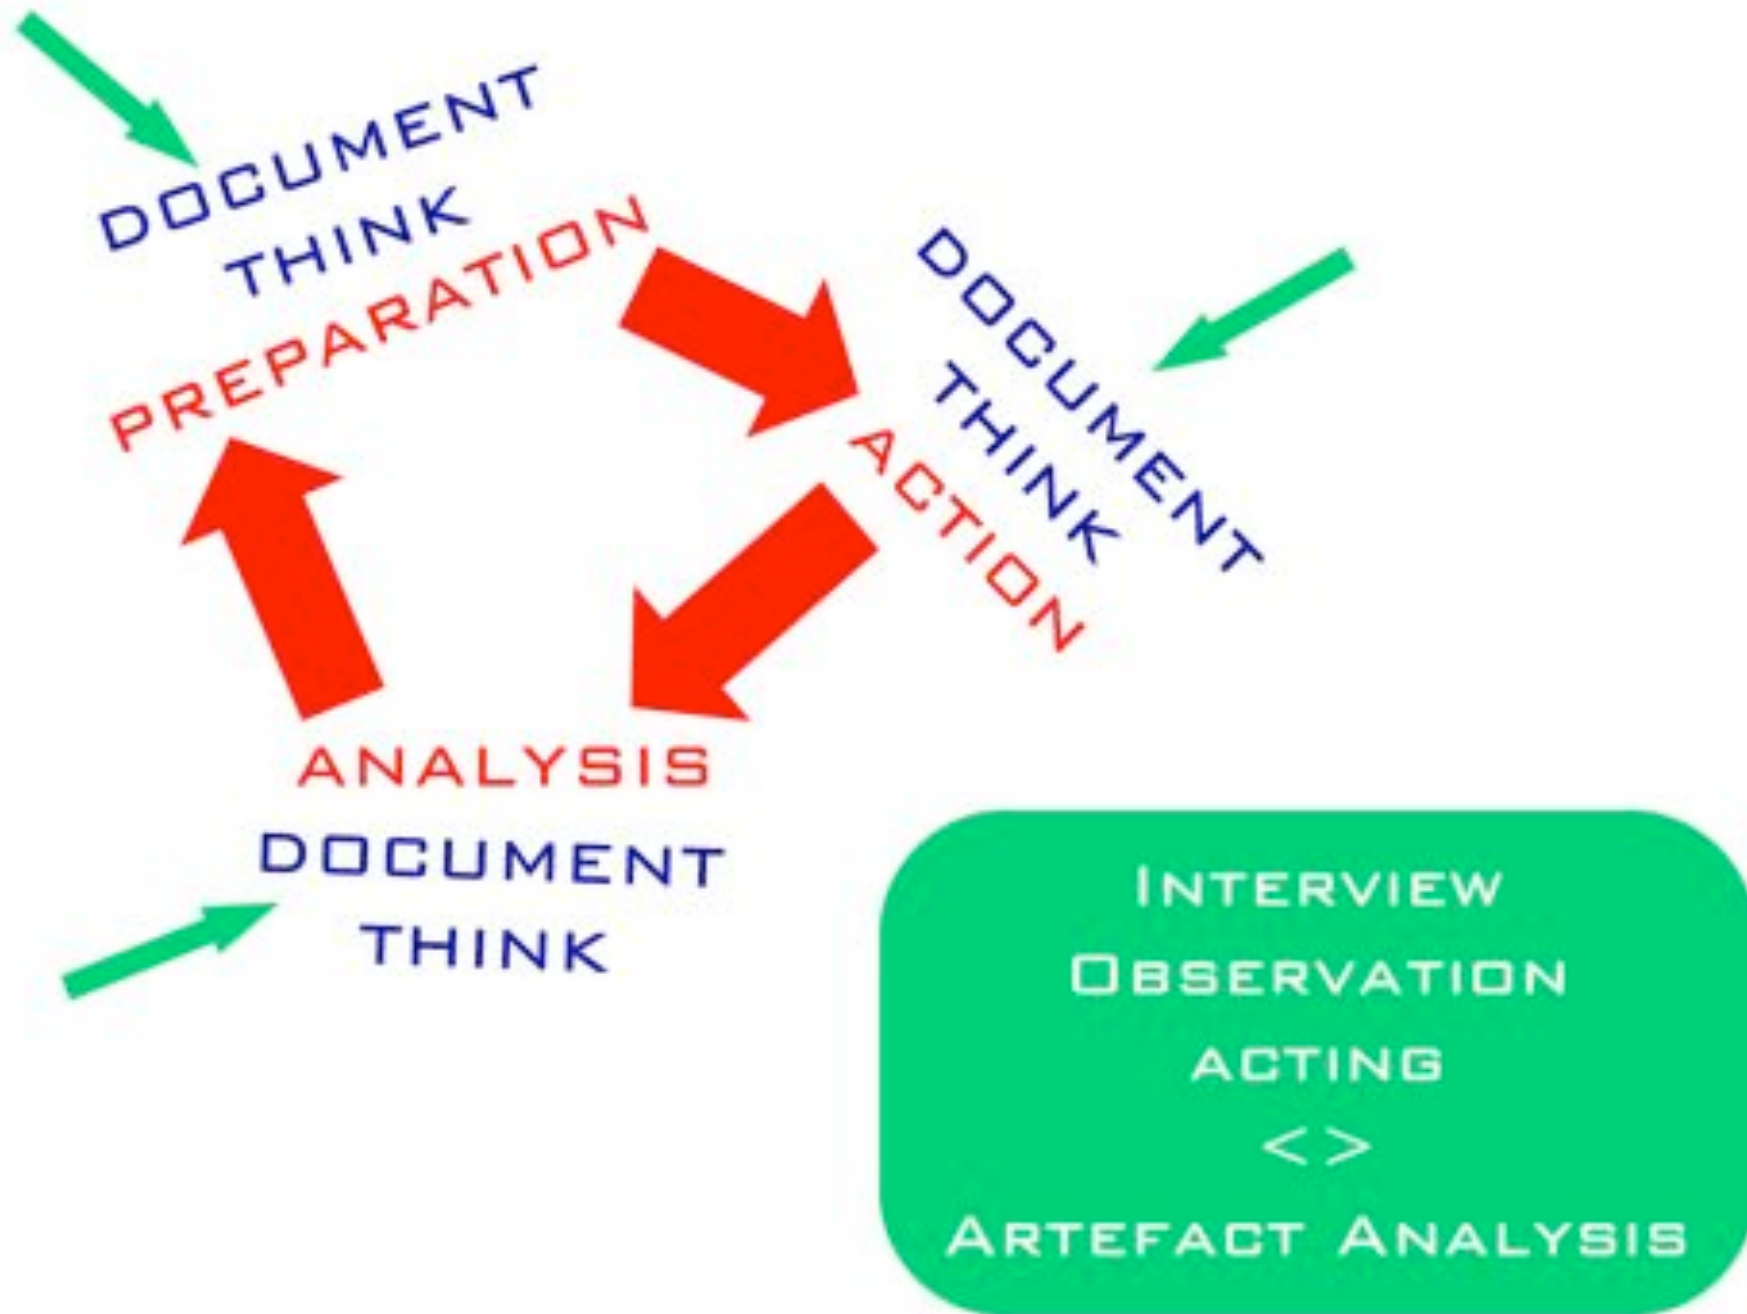 DOCUMENT
THINK
PREPARATION
DOCUMENT
THINK
ACTION
ANALYSIS
DOCUMENT
THINK
INTERVIEW
OBSERVATION
ACTING
<>
ARTEFACT ANALYSIS